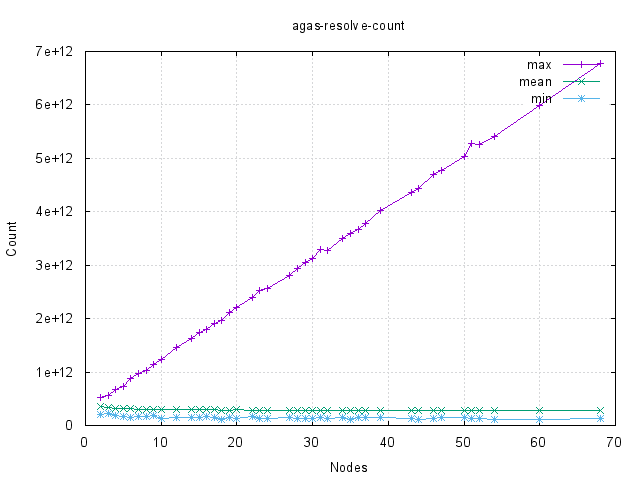 agas-resolve-count
7e+12
6e+12
5e+12
4e+12
3e+12
2e+12
1e+12
0
Count
max
mean
min
0 10 20 30 40 50 60 70
Nodes